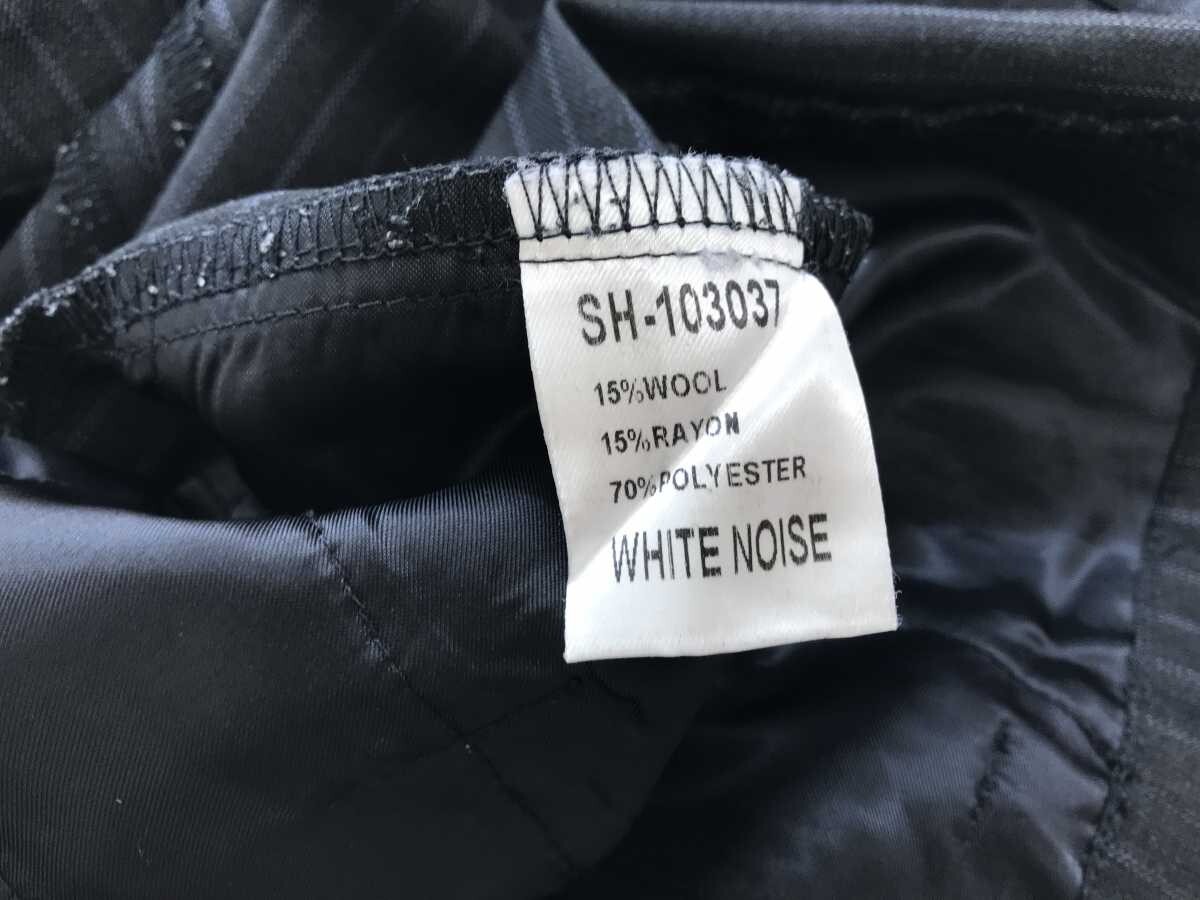 SH-103037
15%WOOL
15%RAYON
70%POLYESTER
WHITE NOISE